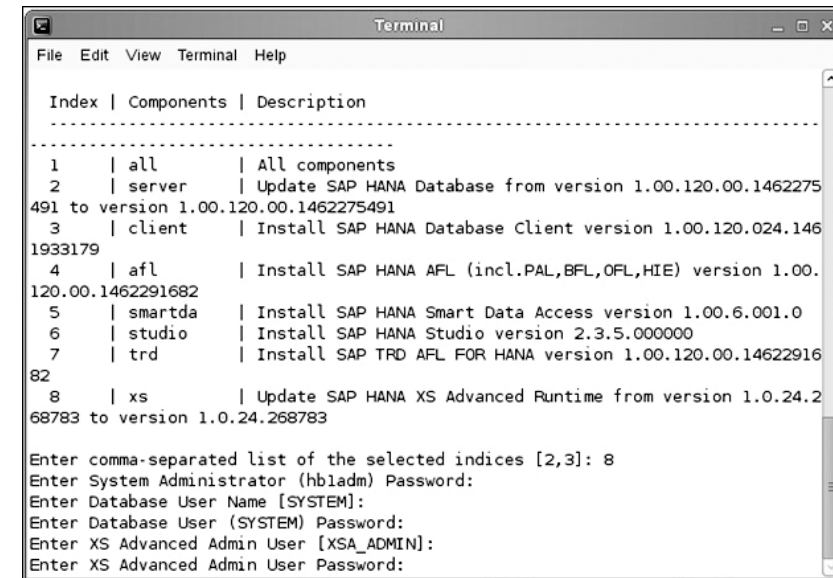 Terminal
File Edit View Terminal Help
Index | Components | Description
--------------------------------------------------------------------------------
-------------------------------------
1 | all | All components
2 | server | Update SAP HANA Database from version 1.00.120.00.1462275
491 to version 1.00.120.00.1462275491
3 | client | Install SAP HANA Database Client version 1.00.120.024.146
1933179
4 | afl | Install SAP HANA AFL (incl.PAL,BFL,OFL,HIE) version 1.00.
120.00.1462291682
5 | smartda | Install SAP HANA Smart Data Access version 1.00.6.001.0
6 | studio | Install SAP HANA Studio version 2.3.5.000000
7 | trd | Install SAP TRD AFL FOR HANA version 1.00.120.00.14622916
82
8 | xs | Update SAP HANA XS Advanced Runtime from version 1.0.24.2
68783 to version 1.0.24.268783
Enter comma-separated list of the selected indices [2,3]: 8
Enter System Administrator (hb1adm) Password:
Enter Database User Name [SYSTEM]:
Enter Database User (SYSTEM) Password:
Enter XS Advanced Admin User [XSA_ADMIN]:
Enter XS Advanced Admin User Password: